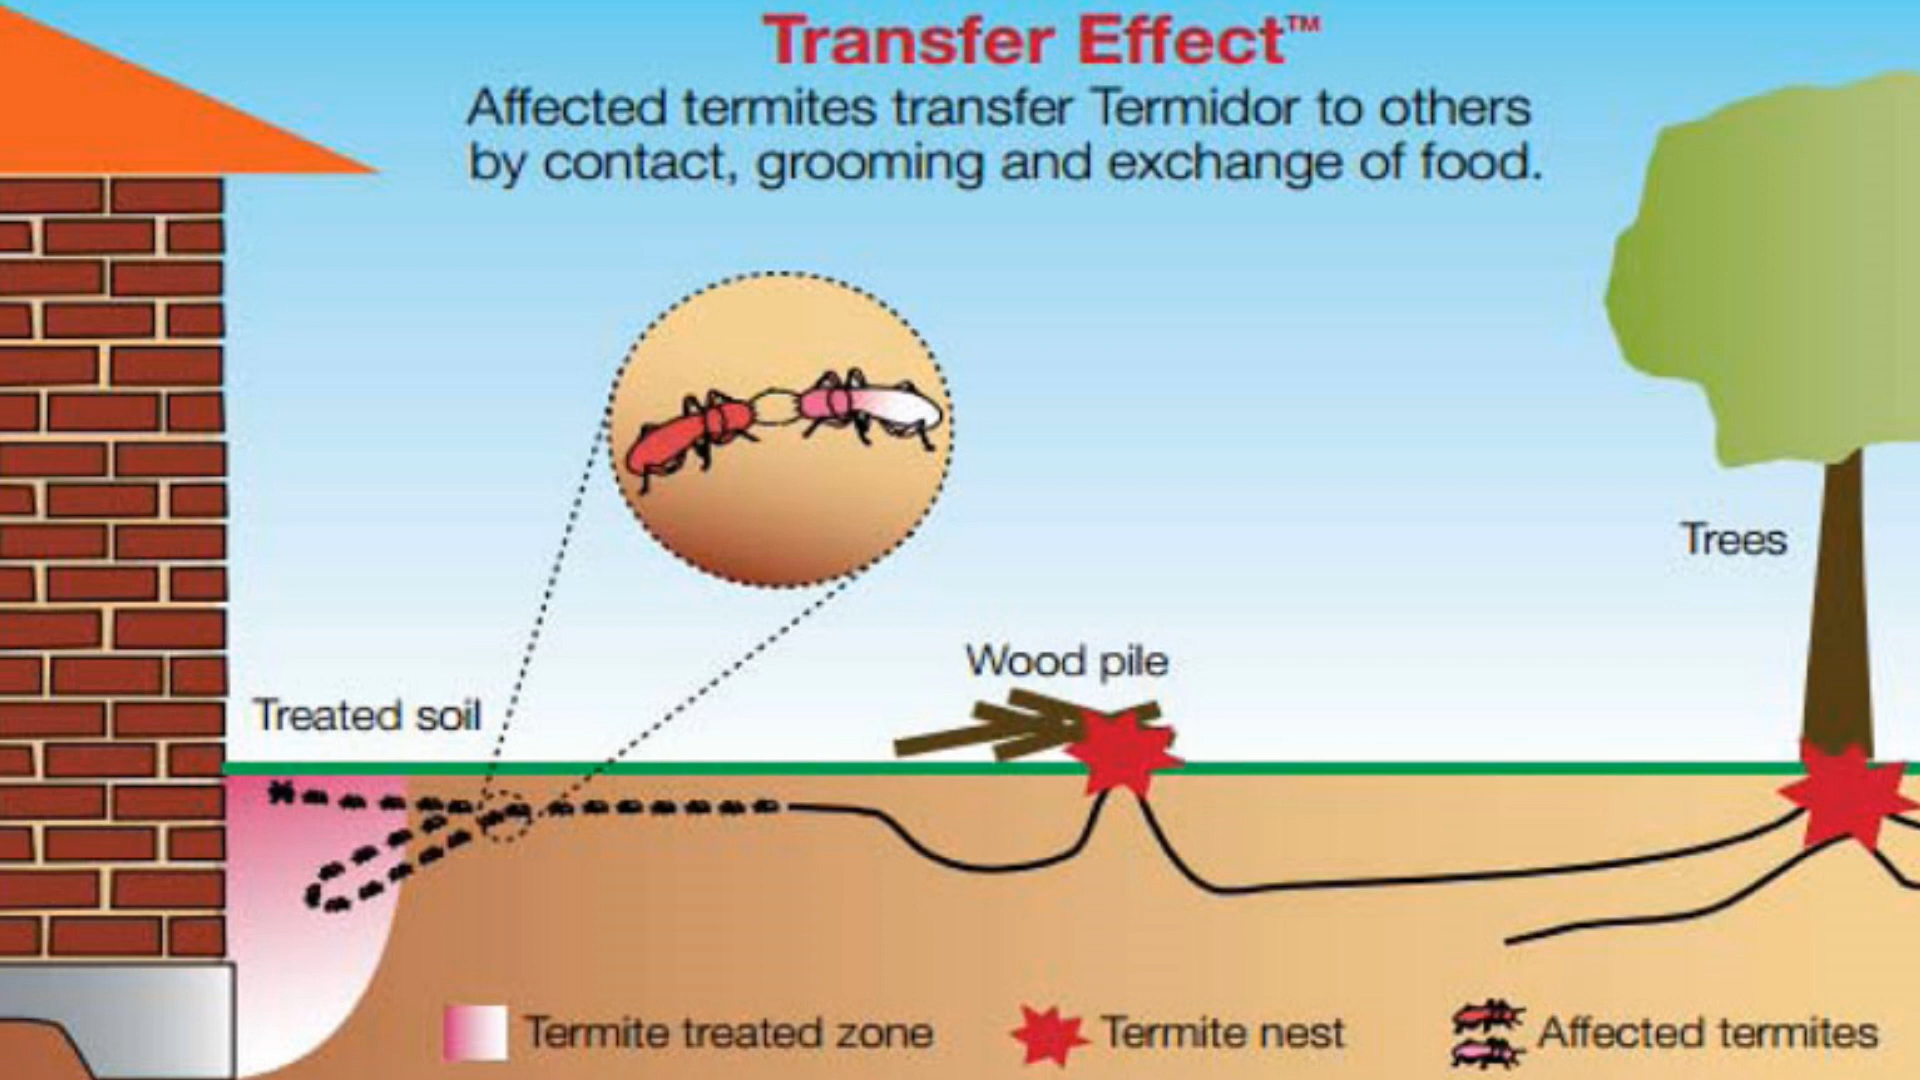 Transfer Effect™
Affected termites transfer Termidor to others
by contact, grooming and exchange of food.
Trees
Wood pile
Treated soil
Termite treated zone
Termite nest
Affected termites